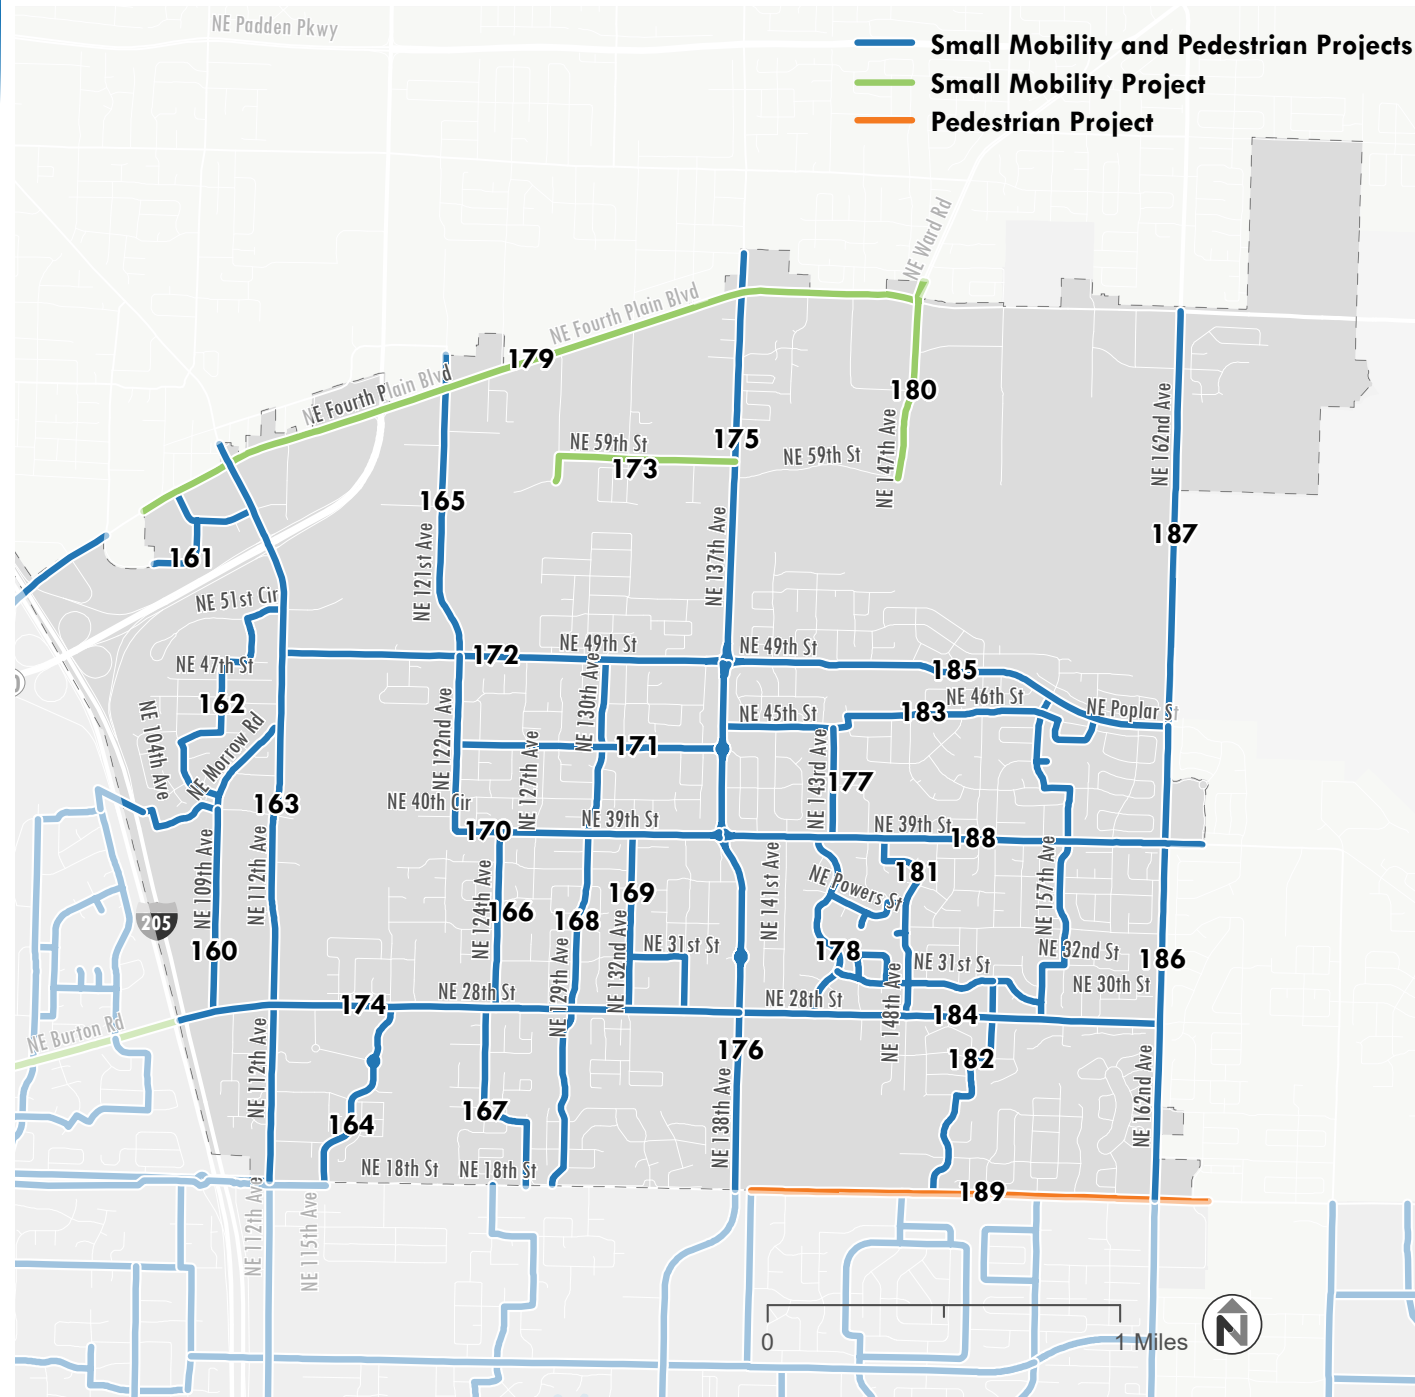 NE Padden Pkwy
Small Mobility and Pedestrian Projects
Small Mobility Project
Pedestrian Project
NE Ward Rd
NE Fourth Plain Blvd
179
NE Fourth Plain Blvd
180
NE 162nd Ave
NE 59th St
175
NE 59th St
NE 147th Ave
173
165
187
NE 137th Ave
161
NE 121st Ave
NE 51st Cir
NE 49th St
NE 49th St
172
NE 47th St
185
NE 130th Ave
NE 46th St
162
NE 122nd Ave
NE 45th St
183
NE Poplar St
NE 104th Ave
NE Morrow Rd
171
NE 127th Ave
NE 143rd Ave
177
163
NE 40th Cir
NE 39th St
NE 39th St
170
188
NE 109th Ave
NE 112th Ave
NE 141st Ave
NE 157th Ave
181
NE Powers St
169
NE 124th Ave
166
168
205
NE 132nd Ave
NE 31st St
160
178
NE 32nd St
186
NE 31st St
NE 129th Ave
NE 148th Ave
NE 30th St
NE 28th St
NE 28th St
174
184
NE Burton Rd
176
182
NE 112th Ave
NE 138th Ave
NE 162nd Ave
167
164
NE 18th St
NE 18th St
189
NE 112th Ave
NE 115th Ave
0
1 Miles
N